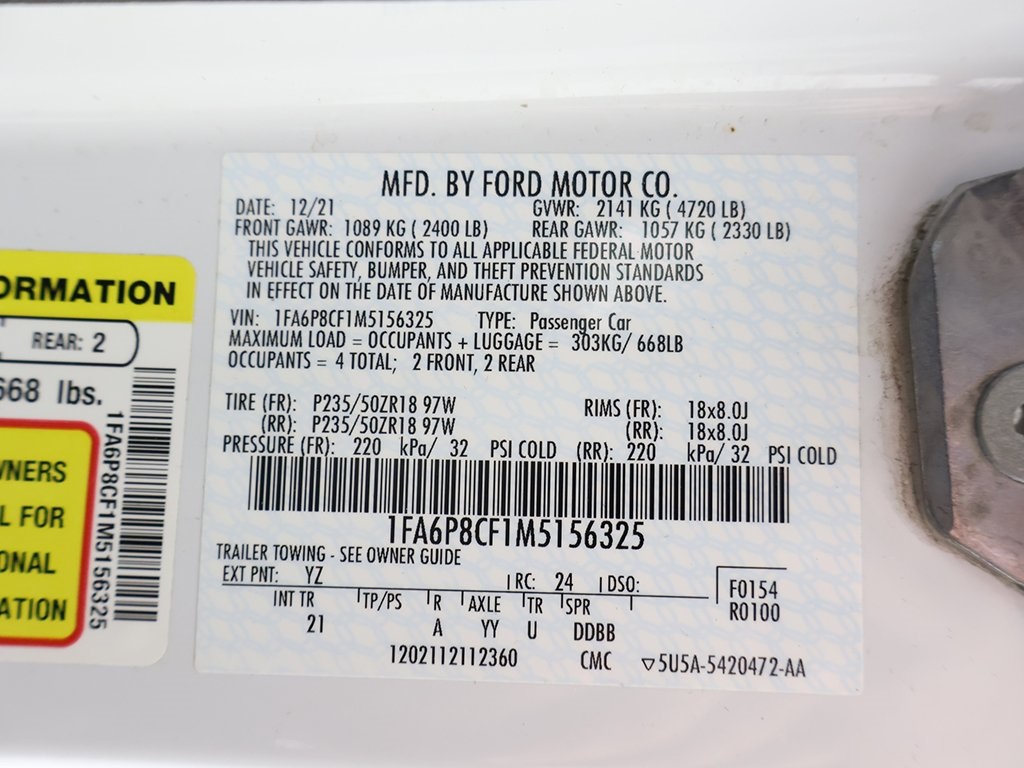 ORMATION
REAR: 2
668 lbs.
1FA6P8CF1M5156325
WNERS
L FOR
ONAL
ATION
MFD. BY FORD MOTOR CO.
DATE: 12/21 GVWR: 2141 KG ( 4720 LB)
FRONT GAWR: 1089 KG ( 2400 LB) REAR GAWR: 1057 KG ( 2330 LB)
THIS VEHICLE CONFORMS TO ALL APPLICABLE FEDERAL MOTOR
VEHICLE SAFETY, BUMPER, AND THEFT PREVENTION STANDARDS
IN EFFECT ON THE DATE OF MANUFACTURE SHOWN ABOVE.
VIN: 1FA6P8CF1M5156325 TYPE: Passenger Car
MAXIMUM LOAD = OCCUPANTS + LUGGAGE = 303KG/ 668LB
OCCUPANTS = 4 TOTAL; 2 FRONT, 2 REAR
TIRE (FR): P235/50ZR18 97W RIMS (FR): 18x8.0J
(RR): P235/50ZR18 97W (RR): 18x8.0J
PRESSURE (FR): 220 kPa/ 32 PSI COLD (RR): 220 kPa/ 32 PSI COLD
1FA6P8CF1M5156325
TRAILER TOWING - SEE OWNER GUIDE
EXT PNT: YZ RC: 24 DSO: F0154
R0100
INT TR TP/PS R AXLE TR SPR
21 A YY U DDBB
1202112112360 CMC ▽5U5A-5420472-AA